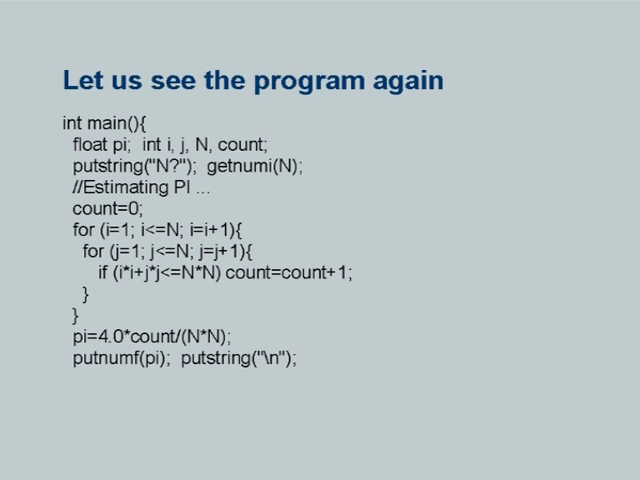 Let us see the program again
int main(){
float pi;  int i, j, N, count;
putstring("N?");  getnumi(N);
//Estimating PI ...
count=0;
for (i=1; i<=N; i=i+1){
for (j=1; j<=N; j=j+1){
if (i*i+j*j<=N*N) count=count+1;
}
}
pi=4.0*count/(N*N);
putnumf(pi);  putstring("\n");